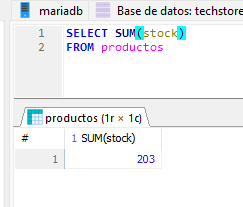 mariadb Base de datos: techstore
1 SELECT SUM(stock)
2 FROM productos
productos (1r × 1c)
# 1 SUM(stock)
1 203